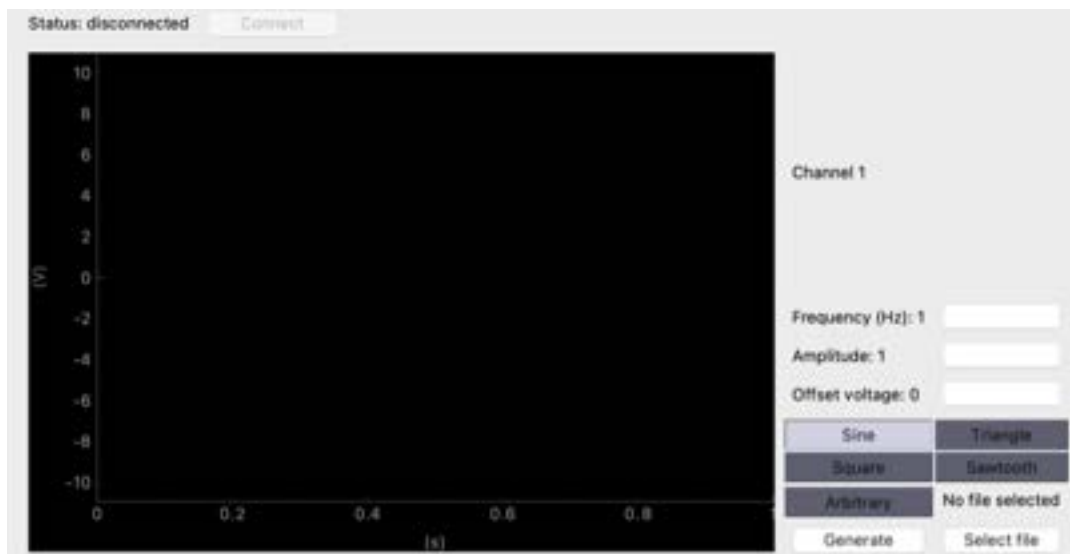 Status: disconnected Connect
10
8
6
4
2
0
-2
-4
-6
-8
-10
(V)
0 0.2 0.4 0.6 0.8 1
(s)
Channel 1
Frequency (Hz): 1
Amplitude: 1
Offset voltage: 0
Sine Triangle
Square Sawtooth
Arbitrary No file selected
Generate Select file